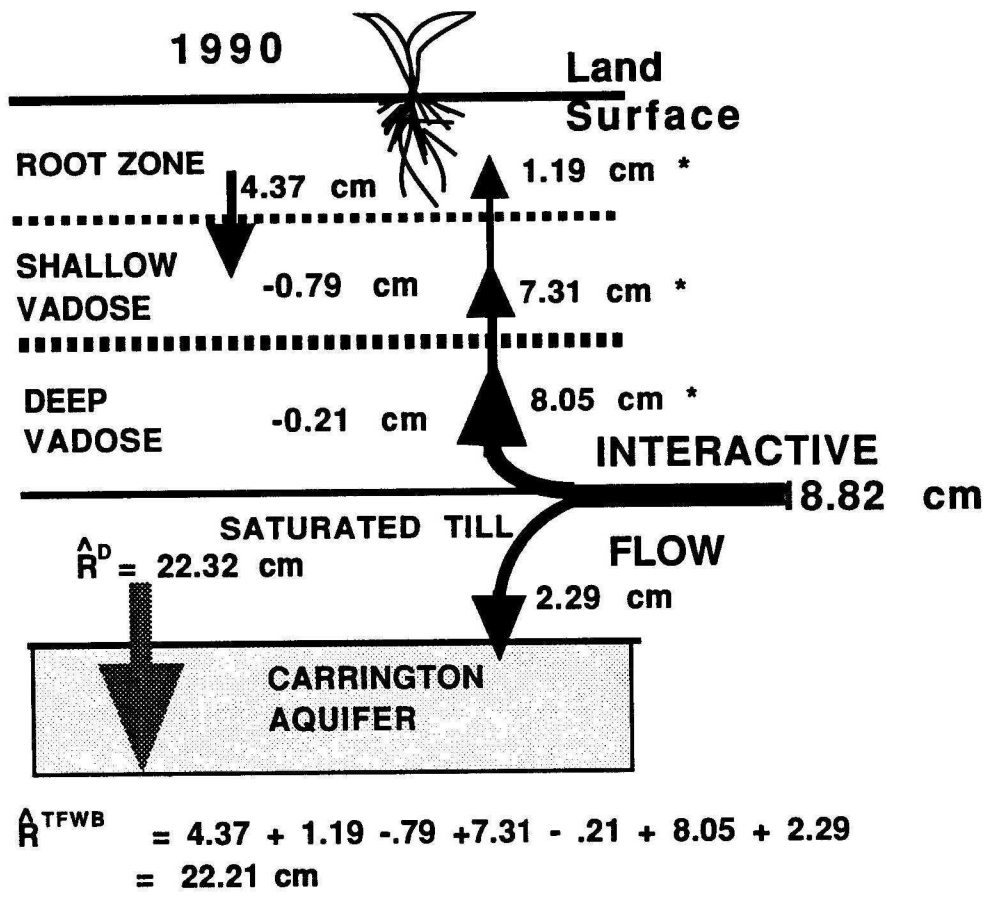 1990
Land
Surface
ROOT ZONE
4.37 cm
1.19 cm *
SHALLOW
VADOSE
-0.79 cm
7.31 cm *
DEEP
VADOSE
-0.21 cm
8.05 cm *
INTERACTIVE
18.82 cm
SATURATED TILL
FLOW
R̂ᴰ = 22.32 cm
2.29 cm
CARRINGTON
AQUIFER
R̂ᵀᶠᵂᴮ = 4.37 + 1.19 -.79 +7.31 - .21 + 8.05 + 2.29
= 22.21 cm